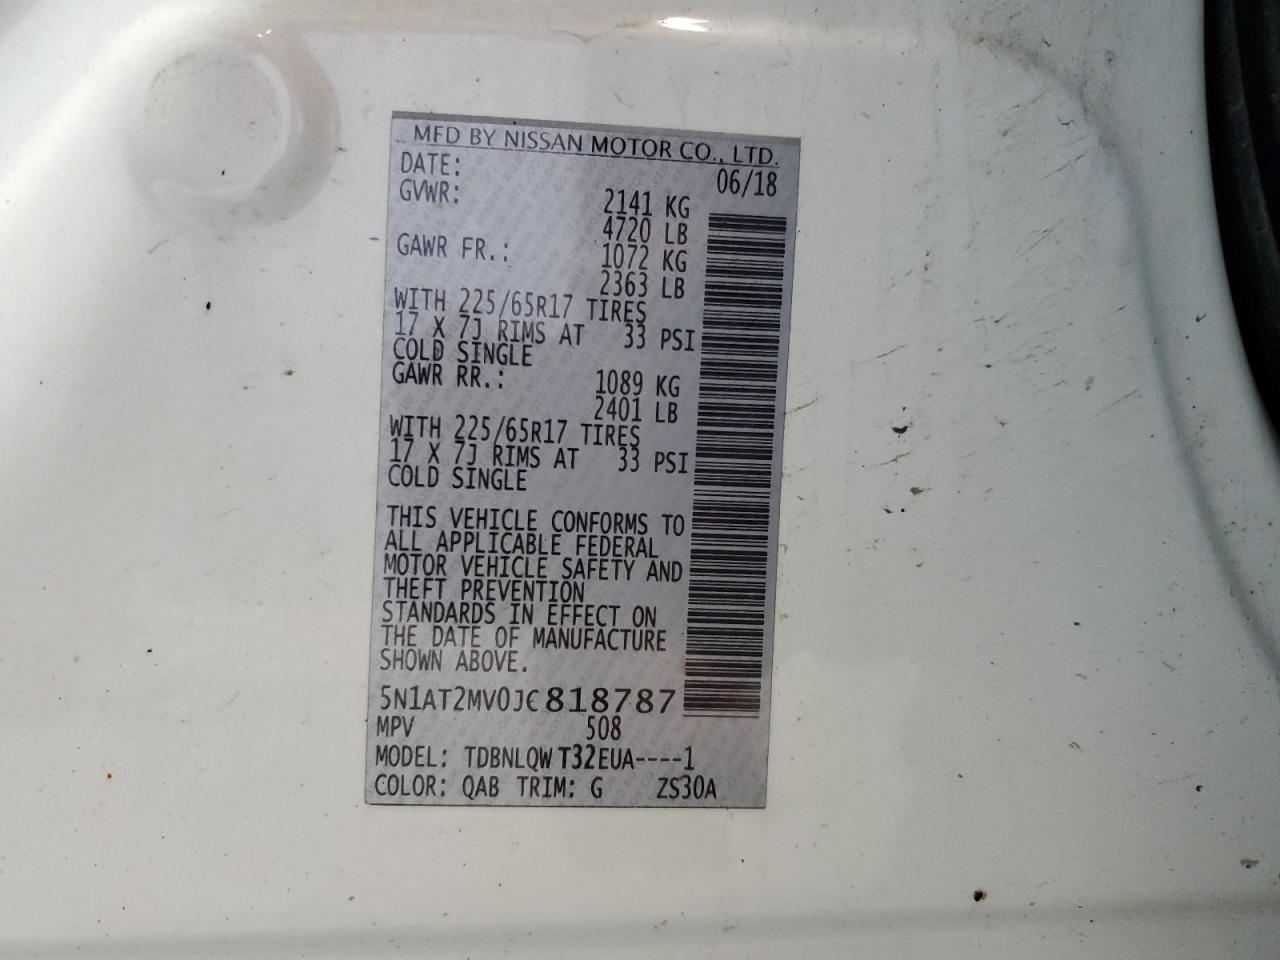 MFD BY NISSAN MOTOR CO., LTD.
DATE: 06/18
GVWR: 2141 KG
4720 LB
GAWR FR.: 1072 KG
2363 LB
WITH 225/65R17 TIRES
17 X 7J RIMS AT 33 PSI
COLD SINGLE
GAWR RR.: 1089 KG
2401 LB
WITH 225/65R17 TIRES
17 X 7J RIMS AT 33 PSI
COLD SINGLE
THIS VEHICLE CONFORMS TO
ALL APPLICABLE FEDERAL
MOTOR VEHICLE SAFETY AND
THEFT PREVENTION
STANDARDS IN EFFECT ON
THE DATE OF MANUFACTURE
SHOWN ABOVE.
5N1AT2MV0JC818787
MPV 508
MODEL: TDBNLQW T32EUA----1
COLOR: QAB TRIM: G ZS30A